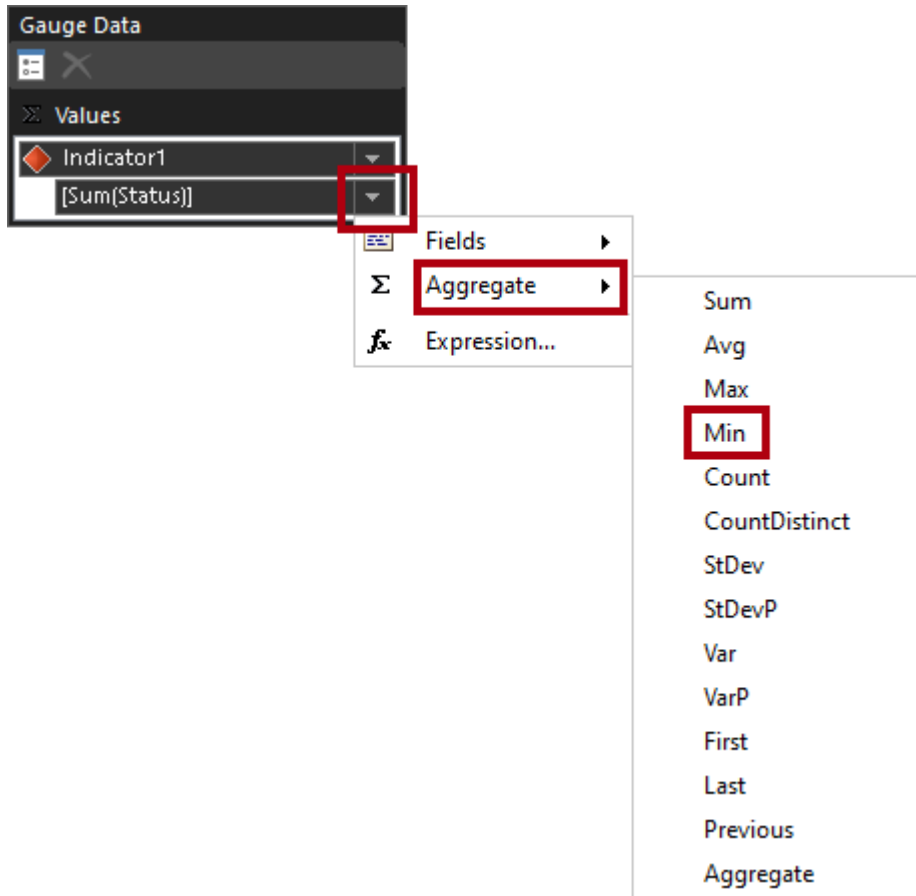 Gauge Data
Values
Indicator1
[Sum(Status)]
Fields
Σ Aggregate
fx Expression...
Sum
Avg
Max
Min
Count
CountDistinct
StDev
StDevP
Var
VarP
First
Last
Previous
Aggregate